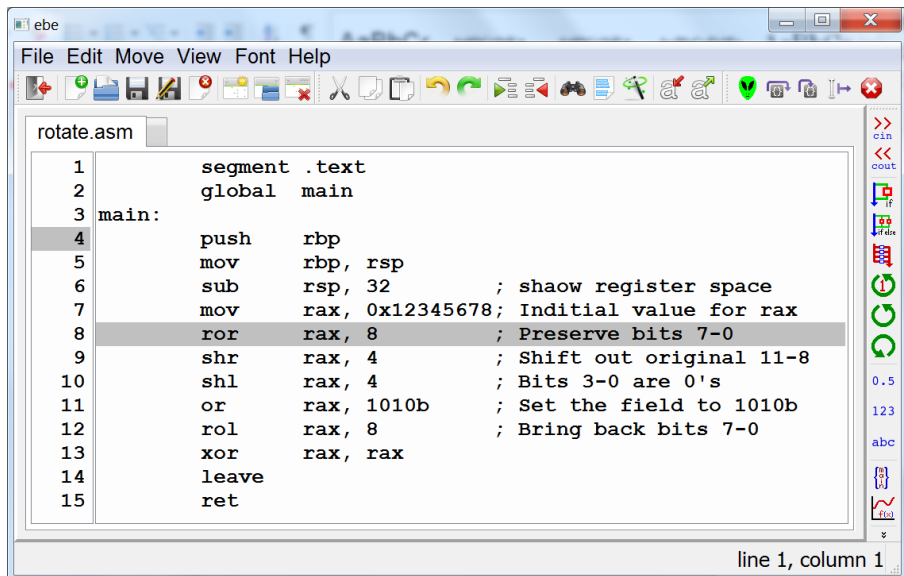 ebe
File Edit Move View Font Help
rotate.asm
1 segment .text
2 global main
3 main:
4 push rbp
5 mov rbp, rsp
6 sub rsp, 32 ; shaow register space
7 mov rax, 0x12345678; Inditial value for rax
8 ror rax, 8 ; Preserve bits 7-0
9 shr rax, 4 ; Shift out original 11-8
10 shl rax, 4 ; Bits 3-0 are 0's
11 or rax, 1010b ; Set the field to 1010b
12 rol rax, 8 ; Bring back bits 7-0
13 xor rax, rax
14 leave
15 ret
>>
cin
<<
cout
if
if else
1
0.5
123
abc
f(x)
line 1, column 1